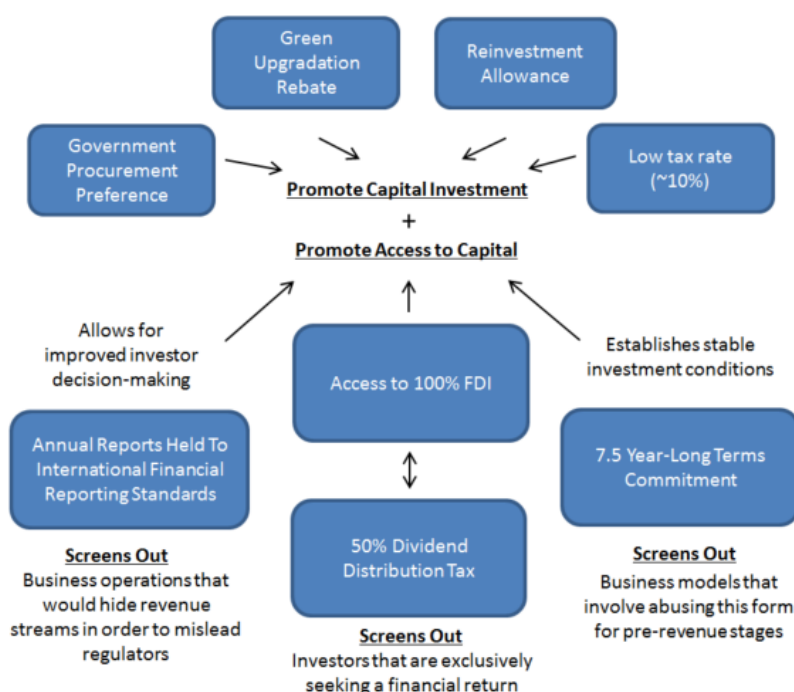 Green
Upgradation
Rebate
Reinvestment
Allowance
Government
Procurement
Preference
Low tax rate
(~10%)
Promote Capital Investment
+
Promote Access to Capital
Allows for
improved investor
decision-making
Establishes stable
investment conditions
Access to 100% FDI
Annual Reports Held To
International Financial
Reporting Standards
7.5 Year-Long Terms
Commitment
50% Dividend
Distribution Tax
Screens Out
Business operations that
would hide revenue
streams in order to mislead
regulators
Screens Out
Investors that are exclusively
seeking a financial return
Screens Out
Business models that
involve abusing this form
for pre-revenue stages